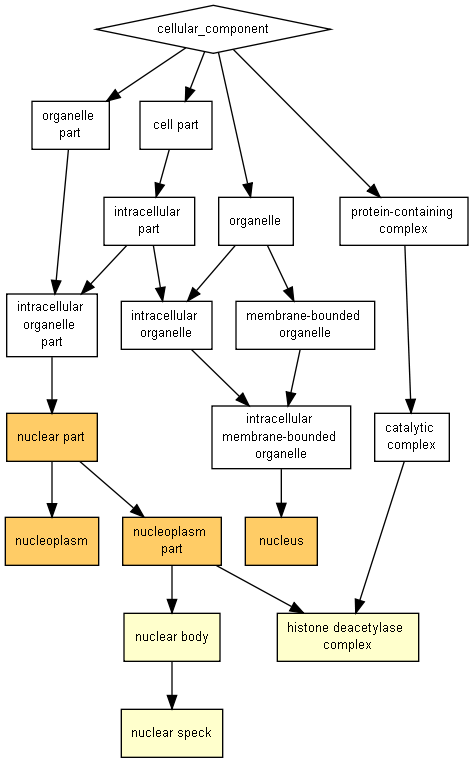 cellular_component
organelle
part
cell part
intracellular
part
organelle
protein-containing
complex
intracellular
organelle
part
intracellular
organelle
membrane-bounded
organelle
nuclear part
intracellular
membrane-bounded
organelle
catalytic
complex
nucleoplasm
nucleoplasm
part
nucleus
nuclear body
histone deacetylase
complex
nuclear speck